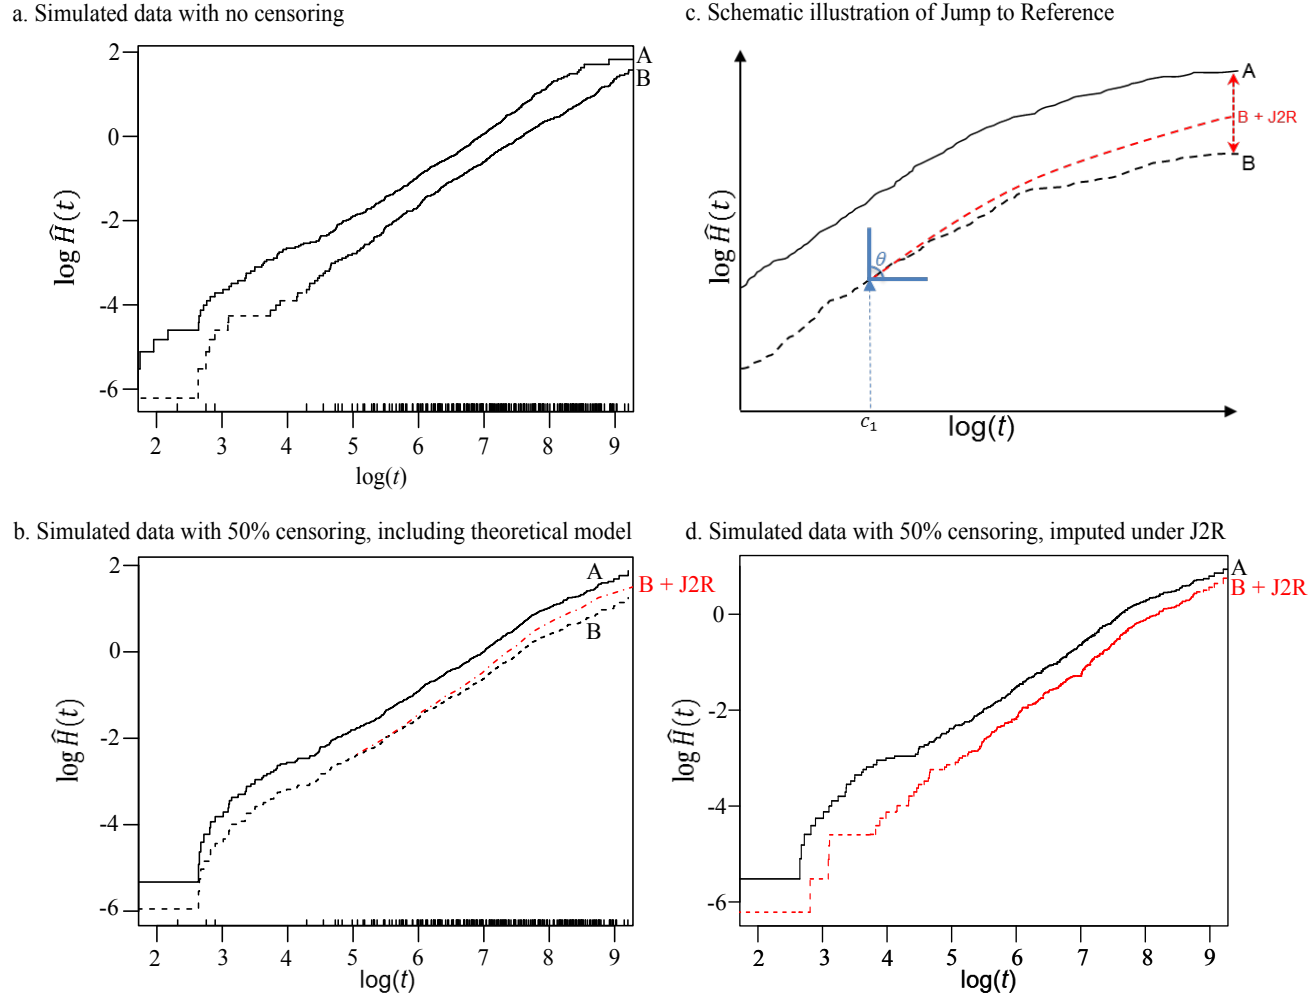 a. Simulated data with no censoring
2
0
-2
-4
-6
log Ĥ(t)
A
B
2 3 4 5 6 7 8 9
log(t)
c. Schematic illustration of Jump to Reference
log Ĥ(t)
A
B + J2R
B
θ
c₁
log(t)
b. Simulated data with 50% censoring, including theoretical model
2
0
-2
-4
-6
log Ĥ(t)
A
B + J2R
B
2 3 4 5 6 7 8 9
log(t)
d. Simulated data with 50% censoring, imputed under J2R
0
-2
-4
-6
log Ĥ(t)
A
B + J2R
2 3 4 5 6 7 8 9
log(t)